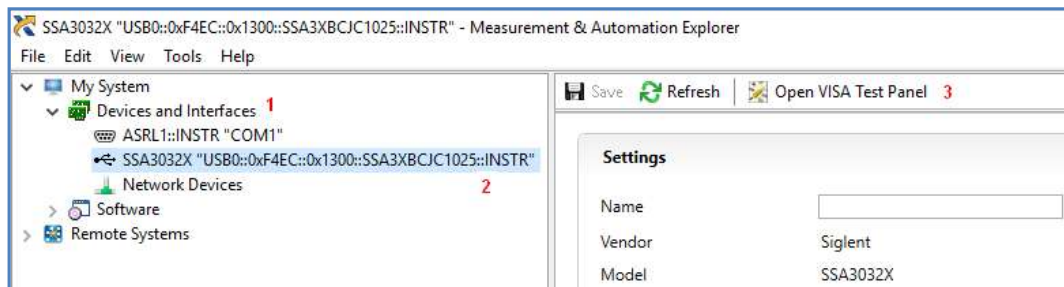 SSA3032X "USB0::0xF4EC::0x1300::SSA3XBCJC1025::INSTR" - Measurement & Automation Explorer
File Edit View Tools Help
My System
Devices and Interfaces 1
ASRL1::INSTR "COM1"
SSA3032X "USB0::0xF4EC::0x1300::SSA3XBCJC1025::INSTR"
Network Devices 2
Software
Remote Systems
Save Refresh Open VISA Test Panel 3
Settings
Name
Vendor Siglent
Model SSA3032X